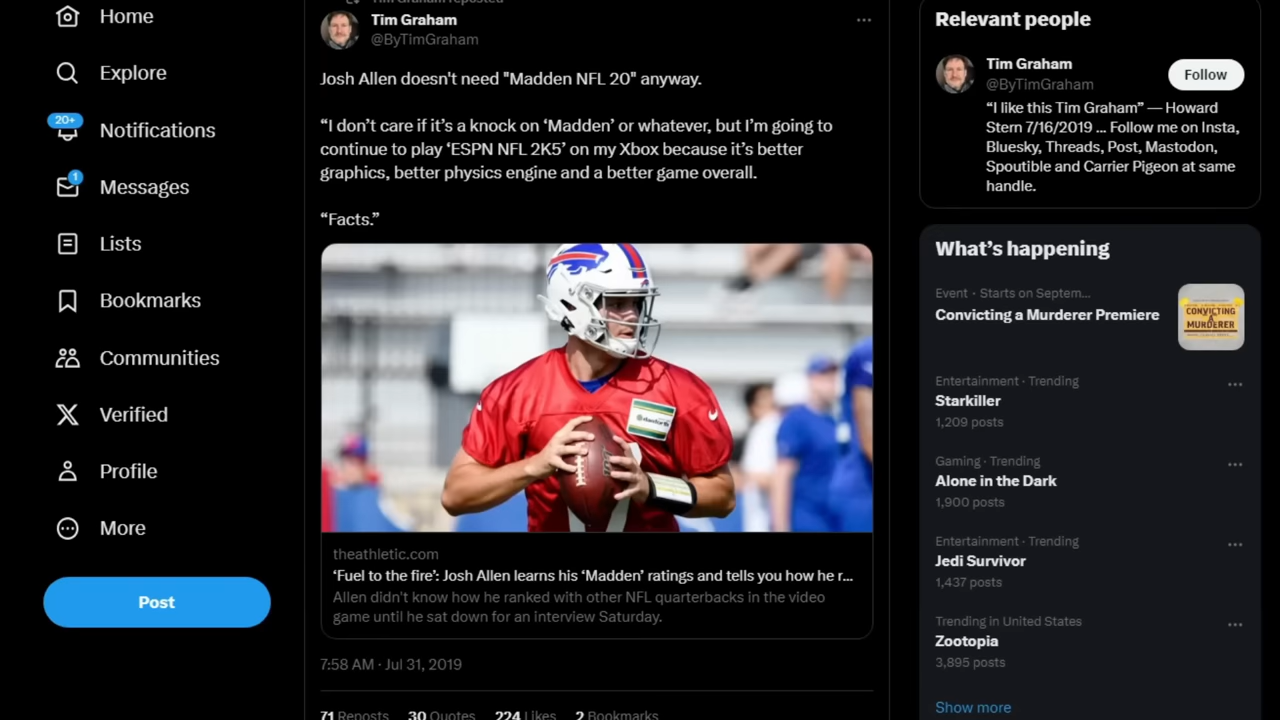 Home
Explore
20+
Notifications
1
Messages
Lists
Bookmarks
Communities
Verified
Profile
More
Post
Tim Graham reposted
Tim Graham
@ByTimGraham
Josh Allen doesn't need "Madden NFL 20" anyway.
“I don’t care if it’s a knock on ‘Madden’ or whatever, but I’m going to
continue to play ‘ESPN NFL 2K5’ on my Xbox because it’s better
graphics, better physics engine and a better game overall.
“Facts.”
theathletic.com
‘Fuel to the fire’: Josh Allen learns his ‘Madden’ ratings and tells you how he r...
Allen didn't know how he ranked with other NFL quarterbacks in the video
game until he sat down for an interview Saturday.
7:58 AM · Jul 31, 2019
71 Reposts 30 Quotes 224 Likes 2 Bookmarks
Relevant people
Tim Graham
@ByTimGraham
Follow
“I like this Tim Graham” — Howard
Stern 7/16/2019 ... Follow me on Insta,
Bluesky, Threads, Post, Mastodon,
Spoutible and Carrier Pigeon at same
handle.
What’s happening
Event · Starts on Septem...
Convicting a Murderer Premiere
CONVICTING
A
MURDERER
Entertainment · Trending
Starkiller
1,209 posts
Gaming · Trending
Alone in the Dark
1,900 posts
Entertainment · Trending
Jedi Survivor
1,437 posts
Trending in United States
Zootopia
3,895 posts
Show more